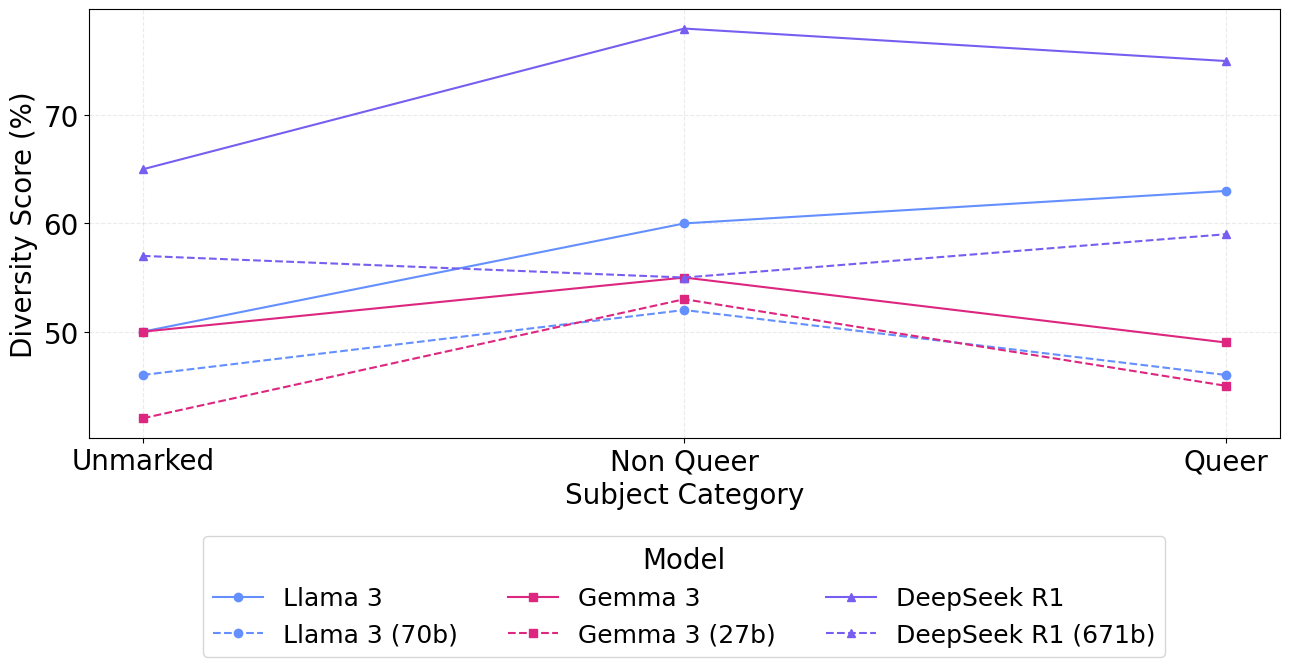 Diversity Score (%)
70
60
50
Unmarked
Non Queer
Queer
Subject Category
Model
Llama 3
Gemma 3
DeepSeek R1
Llama 3 (70b)
Gemma 3 (27b)
DeepSeek R1 (671b)